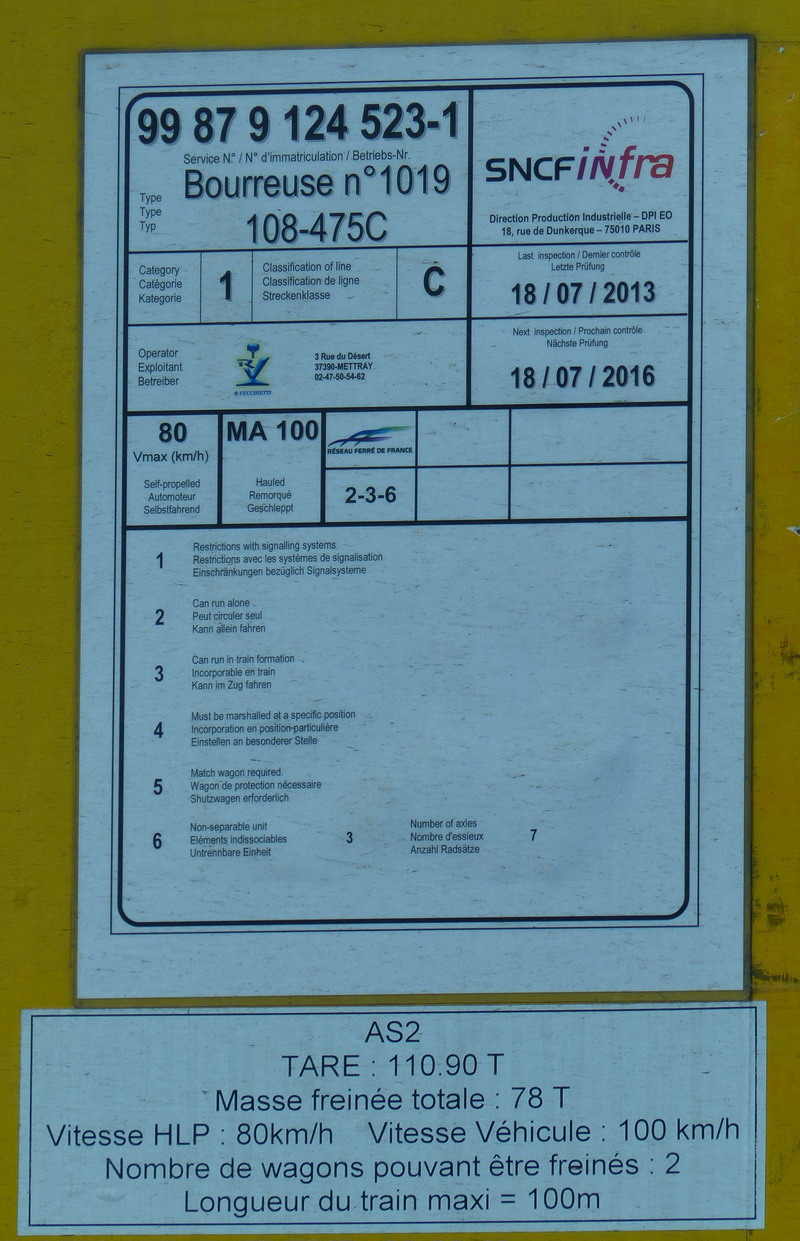 99 87 9 124 523-1
Service N.° / N° d'immatriculation / Betriebs-Nr.
Bourreuse n°1019
Type
Type
Typ
108-475C
SNCF iNfra
Direction Production Industrielle – DPI EO
18, rue de Dunkerque – 75010 PARIS
Category
Catégorie
Kategorie
1
Classification of line
Classification de ligne
Streckenklasse
C
Last inspection / Dernier contrôle
Letzte Prüfung
18 / 07 / 2013
Next inspection / Prochain contrôle
Nächste Prüfung
18 / 07 / 2016
Operator
Exploitant
Betreiber
3 Rue du Désert
37390-METTRAY
02-47-50-54-62
80
Vmax (km/h)
Self-propelled
Automoteur
Selbstfahrend
MA 100
Hauled
Remorqué
Geschleppt
RÉSEAU FERRÉ DE FRANCE
2-3-6
1
Restrictions with signalling systems
Restrictions avec les systèmes de signalisation
Einschränkungen bezüglich Signalsysteme
2
Can run alone
Peut circuler seul
Kann allein fahren
3
Can run in train formation
Incorporable en train
Kann im Zug fahren
4
Must be marshalled at a specific position
Incorporation en position-particulière
Einstellen an besonderer Stelle
5
Match wagon required.
Wagon de protection nécessaire
Shutzwagen erforderlich
6
Non-separable unit
Eléments indissociables
Untrennbare Einheit
3
Number of axles
Nombre d'essieux
Anzahl Radsätze
7
AS2
TARE : 110.90 T
Masse freinée totale : 78 T
Vitesse HLP : 80km/h Vitesse Véhicule : 100 km/h
Nombre de wagons pouvant être freinés : 2
Longueur du train maxi = 100m